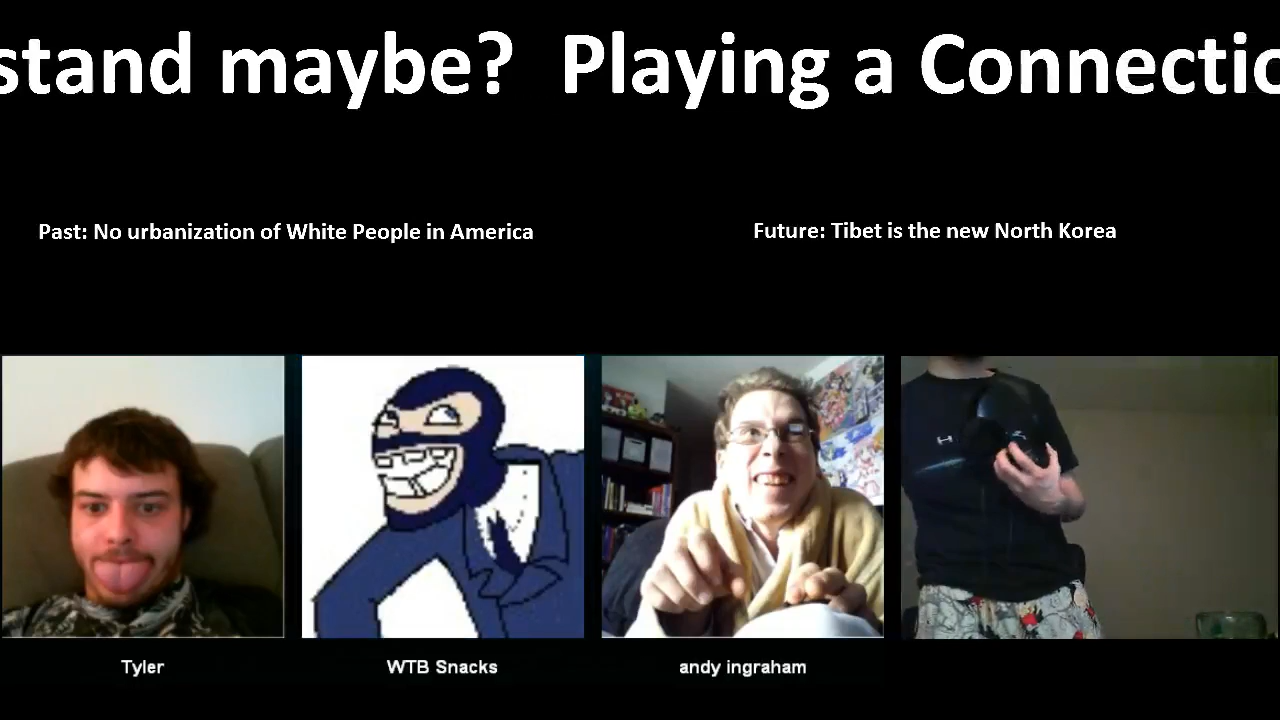 stand maybe? Playing a Connectio
Past: No urbanization of White People in America
Future: Tibet is the new North Korea
Tyler
WTB Snacks
andy ingraham